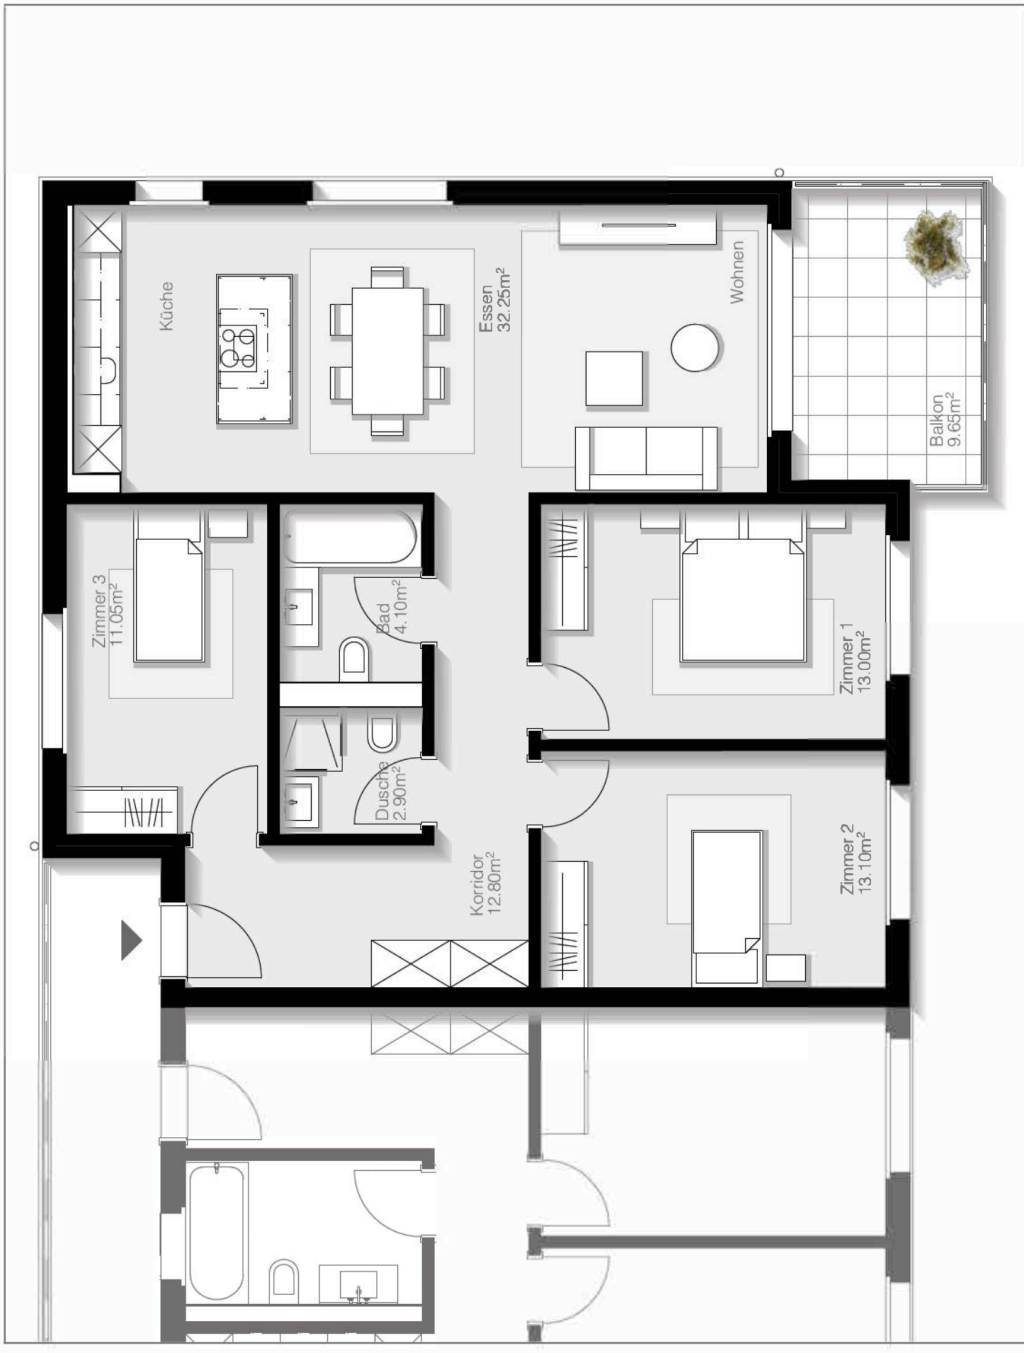 Küche
Essen
32.25m²
Wohnen
Balkon
9.65m²
Zimmer 3
11.05m²
Bad
4.10m²
Zimmer 1
13.00m²
Dusche
2.90m²
Korridor
12.80m²
Zimmer 2
13.10m²